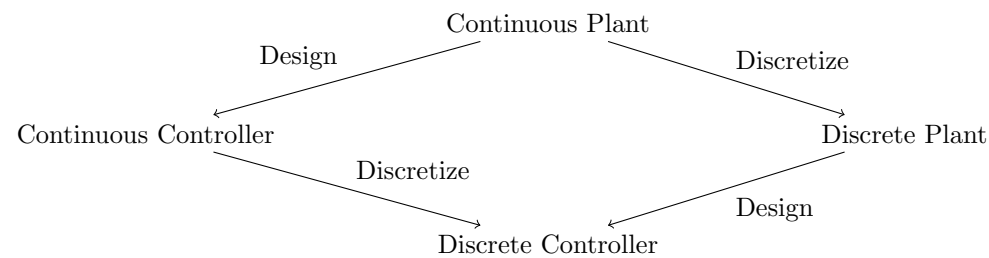 Continuous Plant
Design
Discretize
Continuous Controller
Discrete Plant
Discretize
Design
Discrete Controller